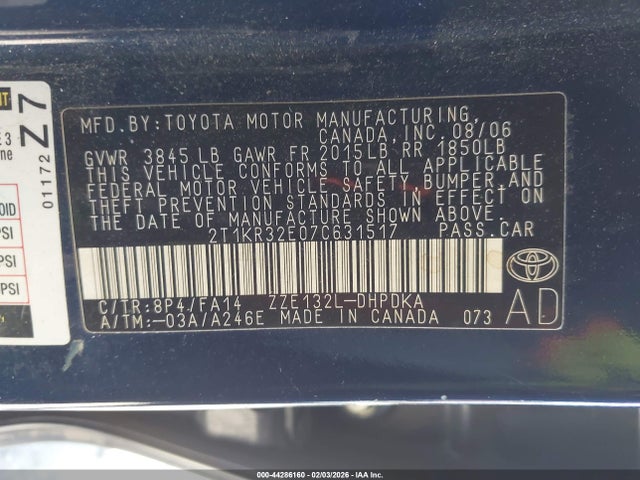 MFD.BY:TOYOTA MOTOR MANUFACTURING,
CANADA, INC. 08/06
GVWR 3845 LB GAWR FR 2015LB, RR 1850LB
THIS VEHICLE CONFORMS TO ALL APPLICABLE
FEDERAL MOTOR VEHICLE SAFETY, BUMPER, AND
THEFT PREVENTION STANDARDS IN EFFECT ON
THE DATE OF MANUFACTURE SHOWN ABOVE.
2T1KR32E07C631517 PASS.CAR
C/TR:8P4/FA14 ZZE132L-DHPDKA
A/TM:-03A/A246E MADE IN CANADA 073
AD
Z 7
01172
3
OID
PSI
PSI
PSI
000-44286160 - 02/03/2026 - IAA Inc.